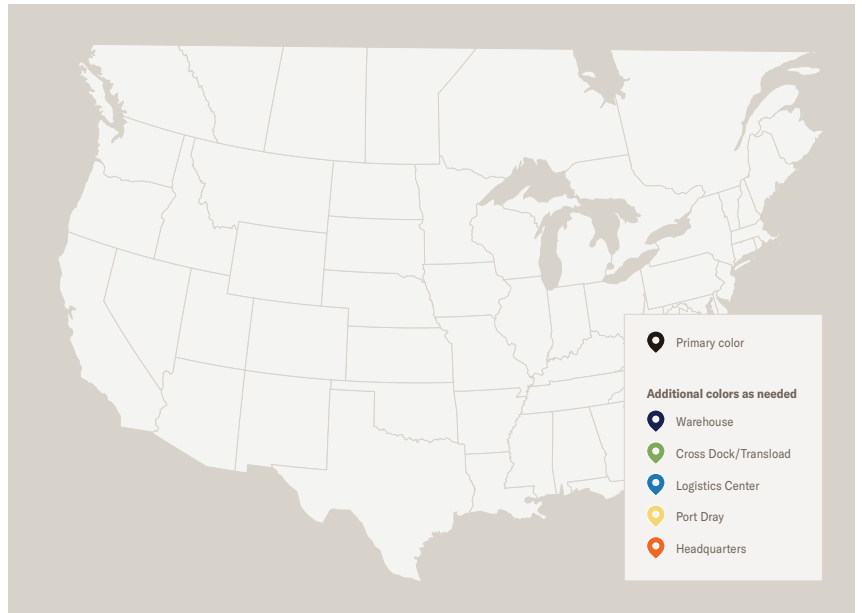 Primary color
Additional colors as needed
Warehouse
Cross Dock/Transload
Logistics Center
Port Dray
Headquarters